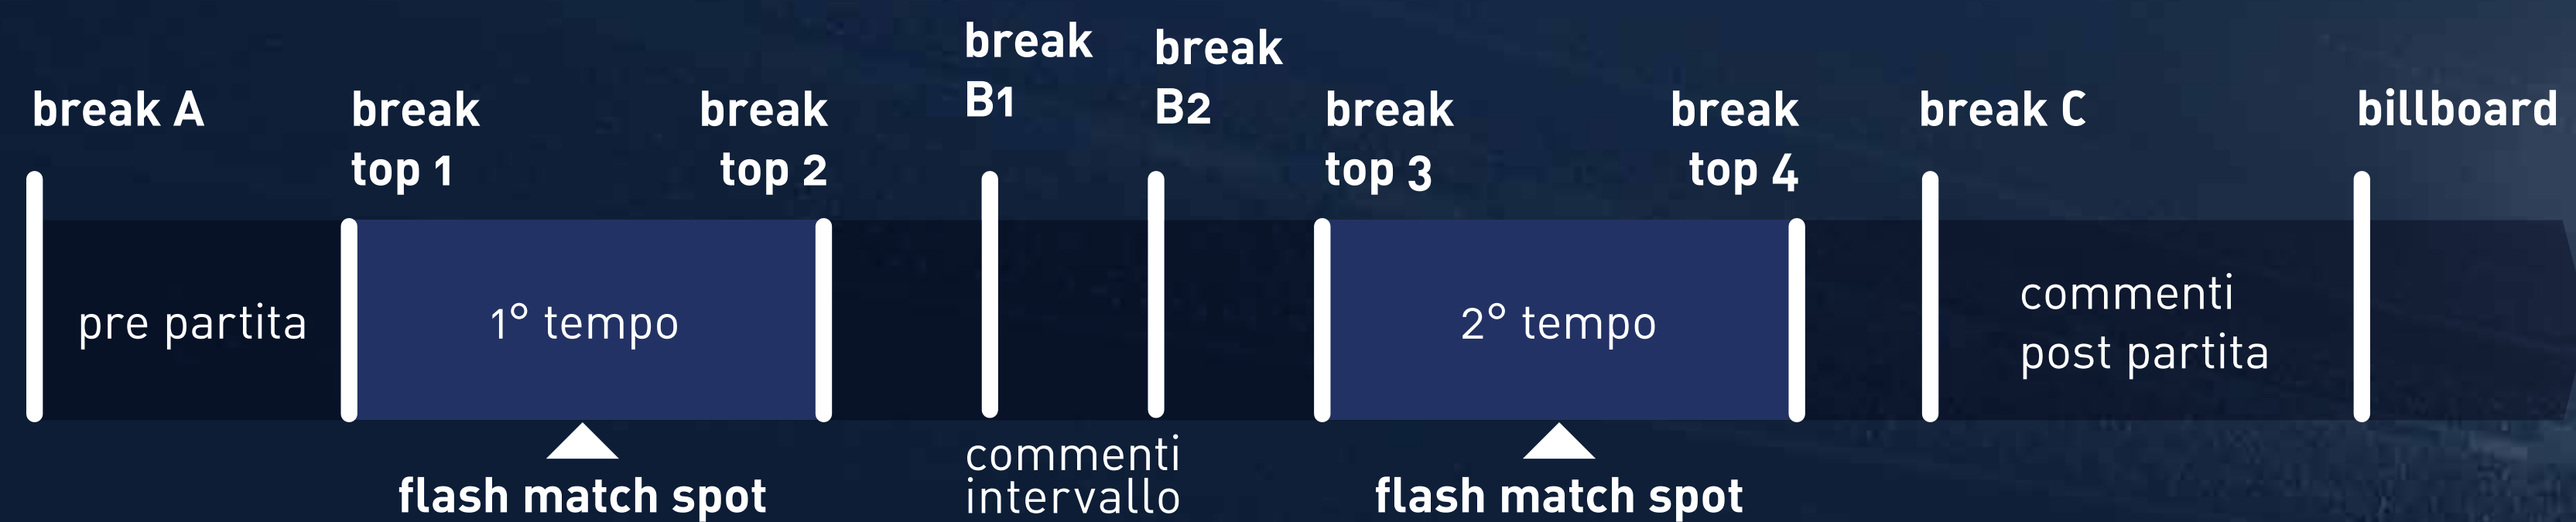 break A
break
top 1
break
top 2
break
B1
break
B2
break
top 3
break
top 4
break C
billboard
pre partita
1° tempo
2° tempo
commenti
post partita
flash match spot
commenti
intervallo
flash match spot